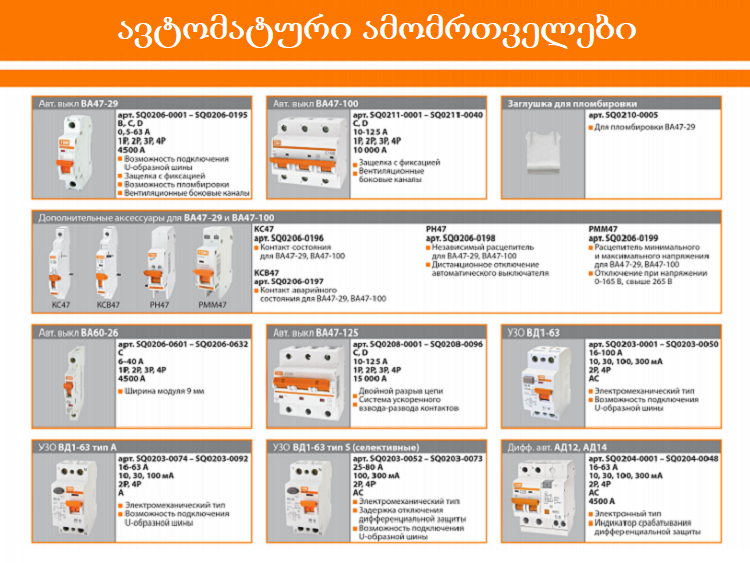 ავტომატური ამომრთველები
Авт. выкл ВА47-29
арт. SQ0206-0001 – SQ0206-0195
B, C, D
0,5-63 А
1P, 2P, 3P, 4P
4500 А
Возможность подключения
U-образной шины
Защелка с фиксацией
Возможность пломбировки
Вентиляционные боковые каналы
Авт. выкл ВА47-100
арт. SQ0211-0001 – SQ0211-0040
C, D
10-125 А
1P, 2P, 3P, 4P
10 000 А
Защелка с фиксацией
Вентиляционные
боковые каналы
Заглушка для пломбировки
арт. SQ0210-0005
Для пломбировки ВА47-29
Дополнительные аксессуары для ВА47-29 и ВА47-100
КС47
КСВ47
РН47
РММ47
КС47
арт. SQ0206-0196
Контакт состояния
для ВА47-29, ВА47-100
КСВ47
арт. SQ0206-0197
Контакт аварийного
состояния для ВА47-29, ВА47-100
РН47
арт. SQ0206-0198
Независимый расцепитель
для ВА47-29, ВА47-100
Дистанционное отключение
автоматического выключателя
РММ47
арт. SQ0206-0199
Расцепитель минимального
и максимального напряжения
для ВА47-29, ВА47-100
Отключение при напряжении
0-165 В, свыше 265 В
Авт. выкл ВА60-26
арт. SQ0206-0601 – SQ0206-0632
C
6-40 А
1P, 2P, 3P, 4P
4500 А
Ширина модуля 9 мм
Авт. выкл ВА47-125
арт. SQ0208-0001 – SQ0208-0096
C, D
10-125 А
1P, 2P, 3P, 4P
15 000 А
Двойной разрыв цепи
Система ускоренного
взвода-развода контактов
УЗО ВД1-63
арт. SQ0203-0001 – SQ0203-0050
16-100 А
10, 30, 100, 300 мА
2P, 4P
AC
Электромеханический тип
Возможность подключения
U-образной шины
УЗО ВД1-63 тип А
арт. SQ0203-0074 – SQ0203-0092
16-63 А
10, 30, 100 мА
2P, 4P
А
Электромеханический тип
Возможность подключения
U-образной шины
УЗО ВД1-63 тип S (селективные)
арт. SQ0203-0052 – SQ0203-0073
25-80 А
100, 300 мА
2P, 4P
AC
Электромеханический тип
Задержка отключения
дифференциальной защиты
Возможность подключения
U-образной шины
Дифф. авт. АД12, АД14
арт. SQ0204-0001 – SQ0204-0048
16-63 А
10, 30, 100, 300 мА
2P, 4P
AC
4500 А
Электронный тип
Индикатор срабатывания
дифференциальной защиты